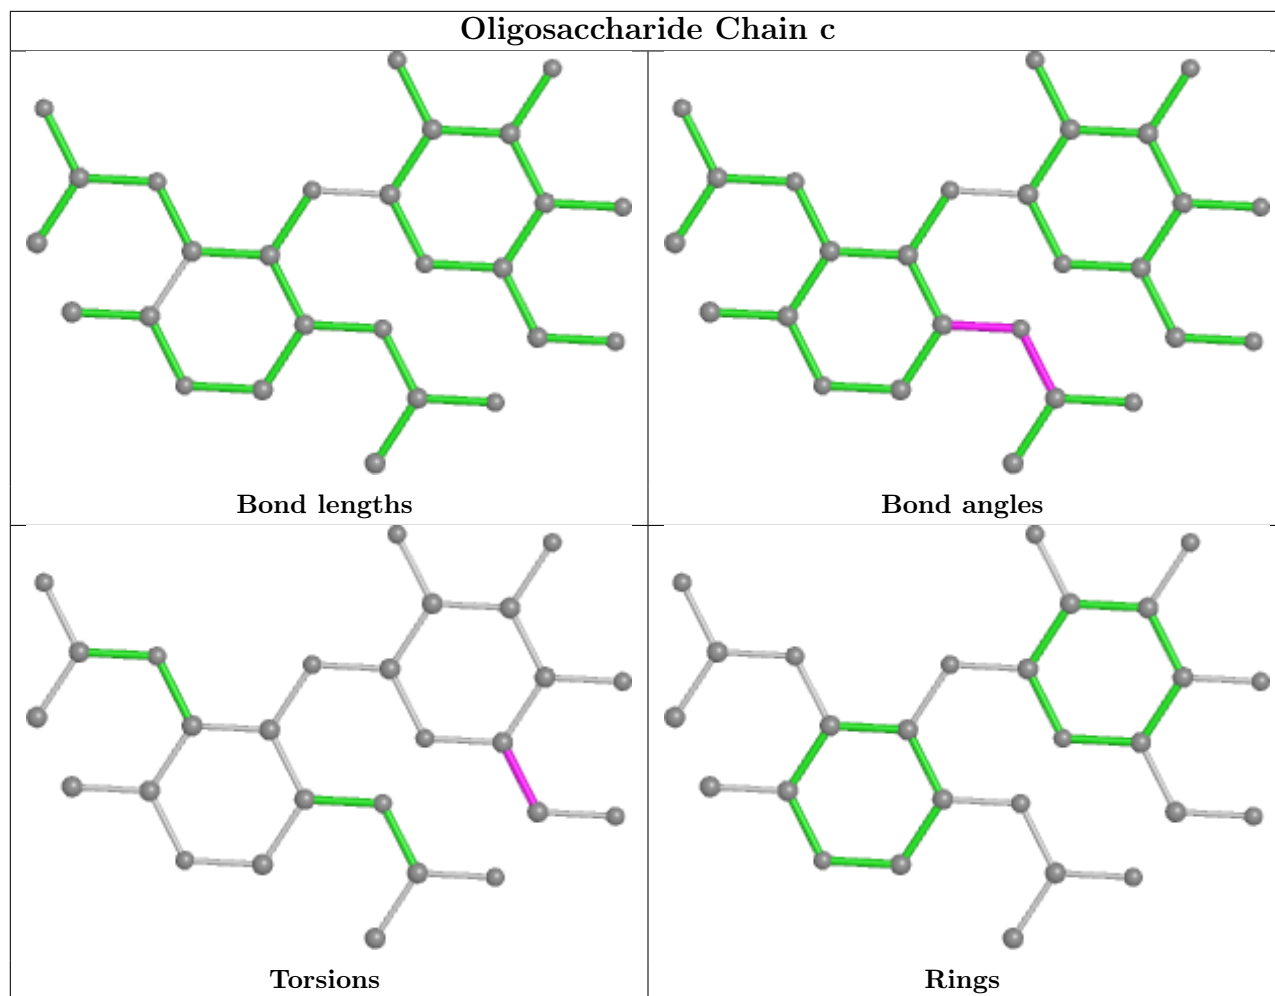 Oligosaccharide Chain c
Bond lengths
Bond angles
Torsions
Rings